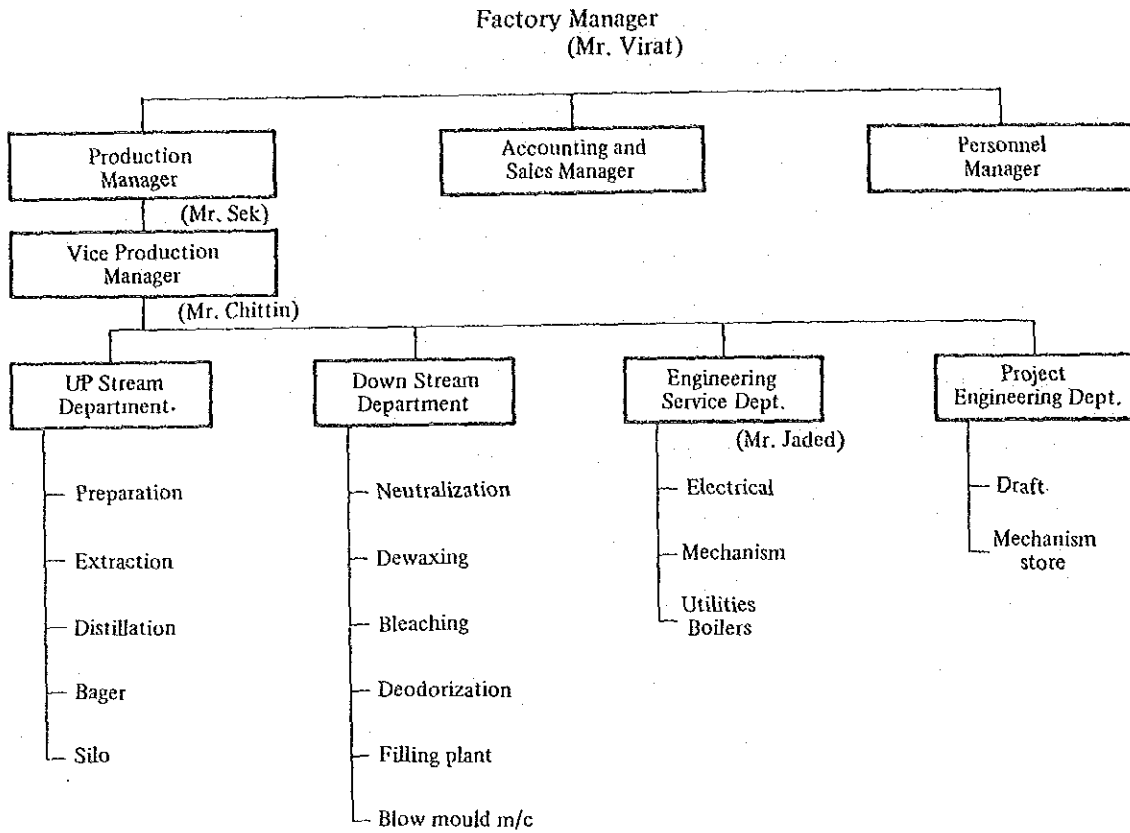 Factory Manager
(Mr. Virat)
Production
Manager
Accounting and
Sales Manager
Personnel
Manager
(Mr. Sek)
Vice Production
Manager
(Mr. Chittin)
UP Stream
Department.
Down Stream
Department
Engineering
Service Dept.
Project
Engineering Dept.
(Mr. Jaded)
Preparation
Extraction
Distillation
Bager
Silo
Neutralization
Dewaxing
Bleaching
Deodorization
Filling plant
Blow mould m/c
Electrical
Mechanism
Utilities
Boilers
Draft
Mechanism
store